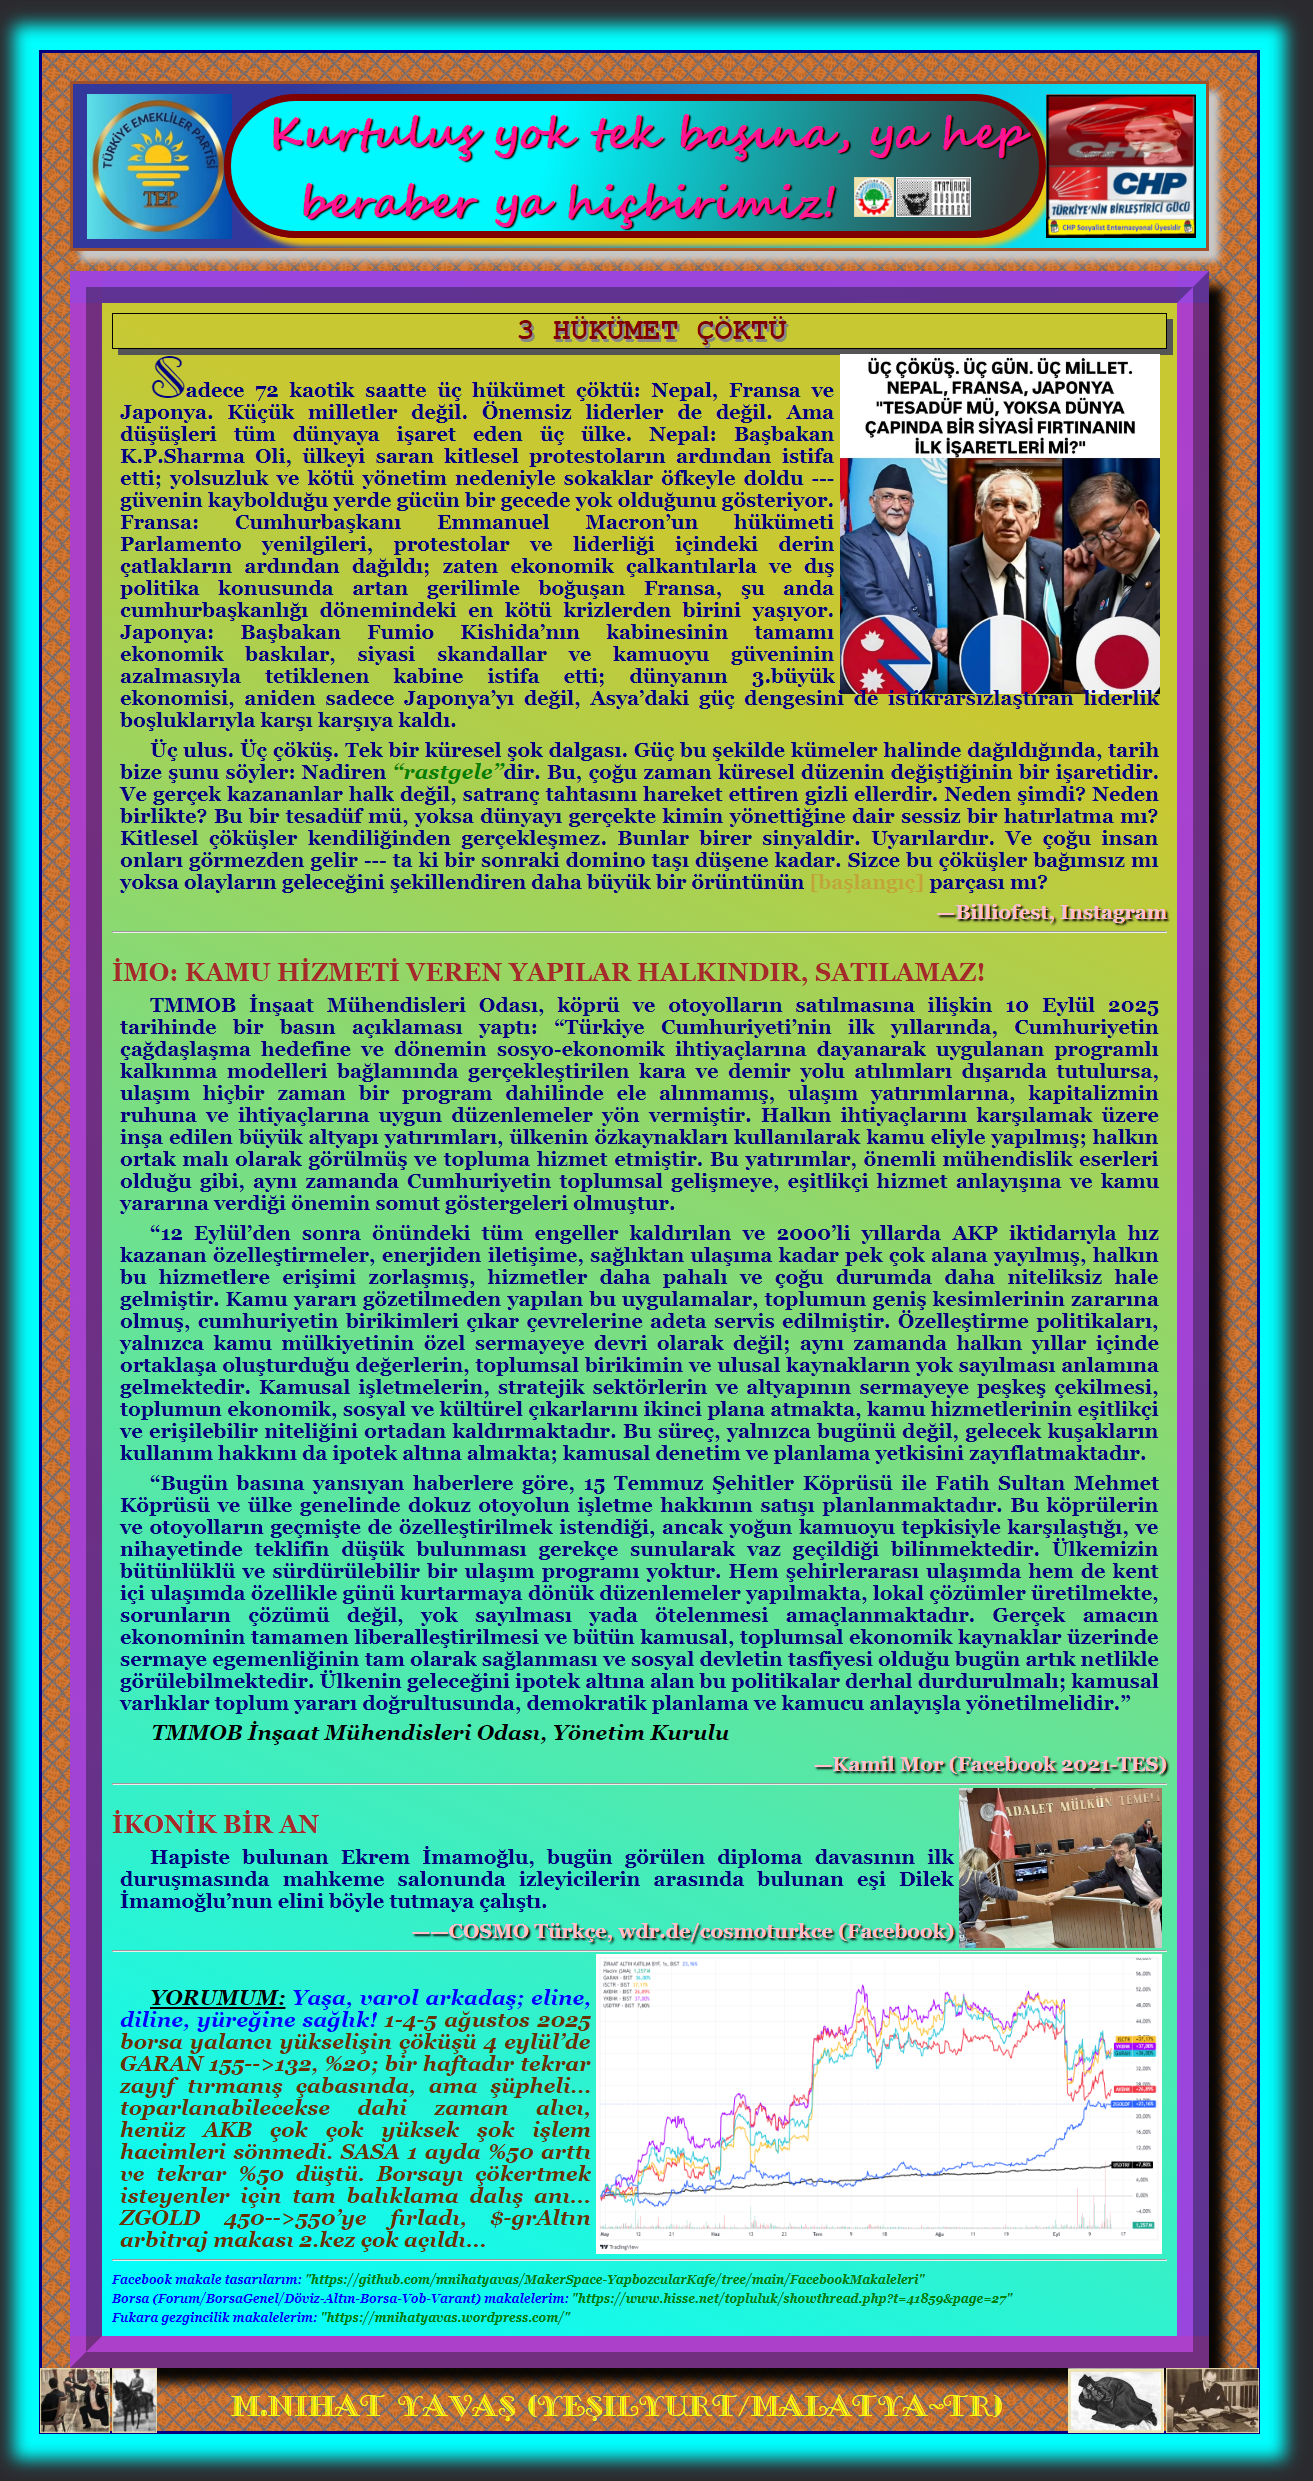 TÜRKİYE EMEKLİLER PARTİSİ
TEP
Kurtuluş yok tek başına, ya hep
beraber ya hiçbirimiz!
ATATÜRKÇÜ
DÜŞÜNCE
DERNEĞİ
CHP
CHP
TÜRKİYE'NİN BİRLEŞTİRİCİ GÜCÜ
CHP Sosyalist Enternasyonal Üyesidir
3 HÜKÜMET ÇÖKTÜ
Sadece 72 kaotik saatte üç hükümet çöktü: Nepal, Fransa ve
Japonya. Küçük milletler değil. Önemsiz liderler de değil. Ama
düşüşleri tüm dünyaya işaret eden üç ülke. Nepal: Başbakan
K.P.Sharma Oli, ülkeyi saran kitlesel protestoların ardından istifa
etti; yolsuzluk ve kötü yönetim nedeniyle sokaklar öfkeyle doldu ---
güvenin kaybolduğu yerde gücün bir gecede yok olduğunu gösteriyor.
Fransa: Cumhurbaşkanı Emmanuel Macron’un hükümeti
Parlamento yenilgileri, protestolar ve liderliği içindeki derin
çatlakların ardından dağıldı; zaten ekonomik çalkantılarla ve dış
politika konusunda artan gerilimle boğuşan Fransa, şu anda
cumhurbaşkanlığı dönemindeki en kötü krizlerden birini yaşıyor.
Japonya: Başbakan Fumio Kishida’nın kabinesinin tamamı
ekonomik baskılar, siyasi skandallar ve kamuoyu güveninin
azalmasıyla tetiklenen kabine istifa etti; dünyanın 3.büyük
ekonomisi, aniden sadece Japonya’yı değil, Asya’daki güç dengesini de istikrarsızlaştıran liderlik
boşluklarıyla karşı karşıya kaldı.
ÜÇ ÇÖKÜŞ. ÜÇ GÜN. ÜÇ MİLLET.
NEPAL, FRANSA, JAPONYA
"TESADÜF MÜ, YOKSA DÜNYA
ÇAPINDA BİR SİYASİ FIRTINANIN
İLK İŞARETLERİ Mİ?"
Üç ulus. Üç çöküş. Tek bir küresel şok dalgası. Güç bu şekilde kümeler halinde dağıldığında, tarih
bize şunu söyler: Nadiren “rastgele”dir. Bu, çoğu zaman küresel düzenin değiştiğinin bir işaretidir.
Ve gerçek kazananlar halk değil, satranç tahtasını hareket ettiren gizli ellerdir. Neden şimdi? Neden
birlikte? Bu bir tesadüf mü, yoksa dünyayı gerçekte kimin yönettiğine dair sessiz bir hatırlatma mı?
Kitlesel çöküşler kendiliğinden gerçekleşmez. Bunlar birer sinyaldir. Uyarılardır. Ve çoğu insan
onları görmezden gelir --- ta ki bir sonraki domino taşı düşene kadar. Sizce bu çöküşler bağımsız mı
yoksa olayların geleceğini şekillendiren daha büyük bir örüntünün [başlangıç] parçası mı?
—Billiofest, Instagram
İMO: KAMU HİZMETİ VEREN YAPILAR HALKINDIR, SATILAMAZ!
TMMOB İnşaat Mühendisleri Odası, köprü ve otoyolların satılmasına ilişkin 10 Eylül 2025
tarihinde bir basın açıklaması yaptı: “Türkiye Cumhuriyeti’nin ilk yıllarında, Cumhuriyetin
çağdaşlaşma hedefine ve dönemin sosyo-ekonomik ihtiyaçlarına dayanarak uygulanan programlı
kalkınma modelleri bağlamında gerçekleştirilen kara ve demir yolu atılımları dışarıda tutulursa,
ulaşım hiçbir zaman bir program dahilinde ele alınmamış, ulaşım yatırımlarına, kapitalizmin
ruhuna ve ihtiyaçlarına uygun düzenlemeler yön vermiştir. Halkın ihtiyaçlarını karşılamak üzere
inşa edilen büyük altyapı yatırımları, ülkenin özkaynakları kullanılarak kamu eliyle yapılmış; halkın
ortak malı olarak görülmüş ve topluma hizmet etmiştir. Bu yatırımlar, önemli mühendislik eserleri
olduğu gibi, aynı zamanda Cumhuriyetin toplumsal gelişmeye, eşitlikçi hizmet anlayışına ve kamu
yararına verdiği önemin somut göstergeleri olmuştur.
“12 Eylül’den sonra önündeki tüm engeller kaldırılan ve 2000’li yıllarda AKP iktidarıyla hız
kazanan özelleştirmeler, enerjiden iletişime, sağlıktan ulaşıma kadar pek çok alana yayılmış, halkın
bu hizmetlere erişimi zorlaşmış, hizmetler daha pahalı ve çoğu durumda daha niteliksiz hale
gelmiştir. Kamu yararı gözetilmeden yapılan bu uygulamalar, toplumun geniş kesimlerinin zararına
olmuş, cumhuriyetin birikimleri çıkar çevrelerine adeta servis edilmiştir. Özelleştirme politikaları,
yalnızca kamu mülkiyetinin özel sermayeye devri olarak değil; aynı zamanda halkın yıllar içinde
ortaklaşa oluşturduğu değerlerin, toplumsal birikimin ve ulusal kaynakların yok sayılması anlamına
gelmektedir. Kamusal işletmelerin, stratejik sektörlerin ve altyapının sermayeye peşkeş çekilmesi,
toplumun ekonomik, sosyal ve kültürel çıkarlarını ikinci plana atmakta, kamu hizmetlerinin eşitlikçi
ve erişilebilir niteliğini ortadan kaldırmaktadır. Bu süreç, yalnızca bugünü değil, gelecek kuşakların
kullanım hakkını da ipotek altına almakta; kamusal denetim ve planlama yetkisini zayıflatmaktadır.
“Bugün basına yansıyan haberlere göre, 15 Temmuz Şehitler Köprüsü ile Fatih Sultan Mehmet
Köprüsü ve ülke genelinde dokuz otoyolun işletme hakkının satışı planlanmaktadır. Bu köprülerin
ve otoyolların geçmişte de özelleştirilmek istendiği, ancak yoğun kamuoyu tepkisiyle karşılaştığı, ve
nihayetinde teklifin düşük bulunması gerekçe sunularak vaz geçildiği bilinmektedir. Ülkemizin
bütünlüklü ve sürdürülebilir bir ulaşım programı yoktur. Hem şehirlerarası ulaşımda hem de kent
içi ulaşımda özellikle günü kurtarmaya dönük düzenlemeler yapılmakta, lokal çözümler üretilmekte,
sorunların çözümü değil, yok sayılması yada ötelenmesi amaçlanmaktadır. Gerçek amacın
ekonominin tamamen liberalleştirilmesi ve bütün kamusal, toplumsal ekonomik kaynaklar üzerinde
sermaye egemenliğinin tam olarak sağlanması ve sosyal devletin tasfiyesi olduğu bugün artık netlikle
görülebilmektedir. Ülkenin geleceğini ipotek altına alan bu politikalar derhal durdurulmalı; kamusal
varlıklar toplum yararı doğrultusunda, demokratik planlama ve kamucu anlayışla yönetilmelidir.”
TMMOB İnşaat Mühendisleri Odası, Yönetim Kurulu
—Kamil Mor (Facebook 2021-TES)
İKONİK BİR AN
Hapiste bulunan Ekrem İmamoğlu, bugün görülen diploma davasının ilk
duruşmasında mahkeme salonunda izleyicilerin arasında bulunan eşi Dilek
İmamoğlu’nun elini böyle tutmaya çalıştı.
——COSMO Türkçe, wdr.de/cosmoturkce (Facebook)
ADALET MÜLKÜN TEMELİ
YORUMUM: Yaşa, varol arkadaş; eline,
diline, yüreğine sağlık! 1-4-5 ağustos 2025
borsa yalancı yükselişin çöküşü 4 eylül’de
GARAN 155-->132, %20; bir haftadır tekrar
zayıf tırmanış çabasında, ama şüpheli...
toparlanabilecekse dahi zaman alıcı,
henüz AKB çok çok yüksek şok işlem
hacimleri sönmedi. SASA 1 ayda %50 arttı
ve tekrar %50 düştü. Borsayı çökertmek
isteyenler için tam balıklama dalış anı...
ZGOLD 450-->550’ye fırladı, $-grAltın
arbitraj makası 2.kez çok açıldı...
TradingView
Facebook makale tasarılarım: "https://github.com/mnihatyavas/MakerSpace-YapbozcularKafe/tree/main/FacebookMakaleleri"
Borsa (Forum/BorsaGenel/Döviz-Altın-Borsa-Vob-Varant) makalelerim: "https://www.hisse.net/topluluk/showthread.php?t=41859&page=27"
Fukara gezgincilik makalelerim: "https://mnihatyavas.wordpress.com/"
M.NIHAT YAVAŞ (YEŞILYURT/MALATYA~TR)